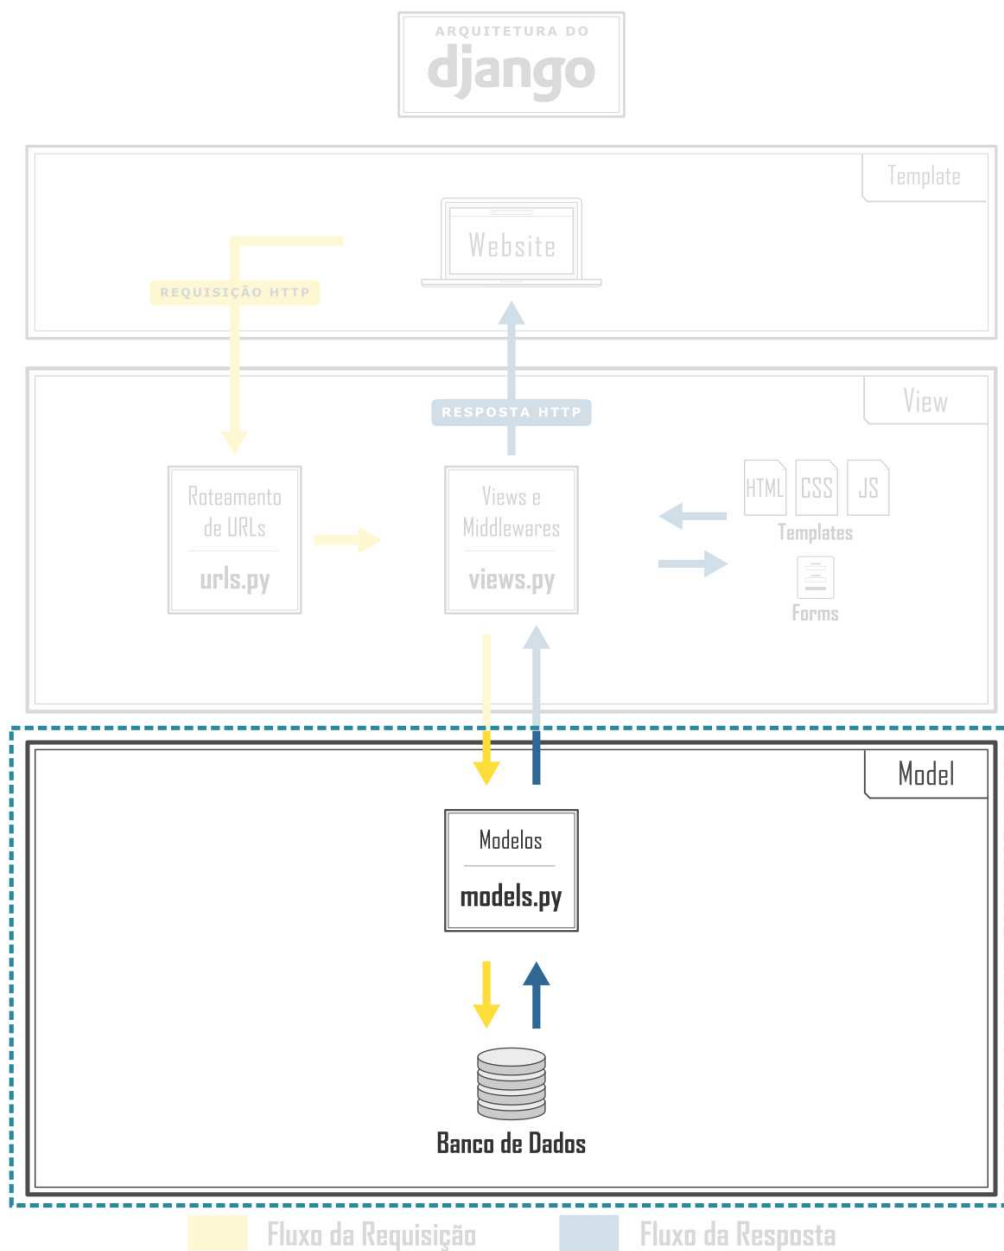 ARQUITETURA DO
django
Template
Website
REQUISIÇÃO HTTP
View
RESPOSTA HTTP
Roteamento
de URLs
urls.py
Views e
Middlewares
views.py
HTML
CSS
JS
Templates
Forms
Model
Modelos
models.py
Banco de Dados
Fluxo da Requisição
Fluxo da Resposta